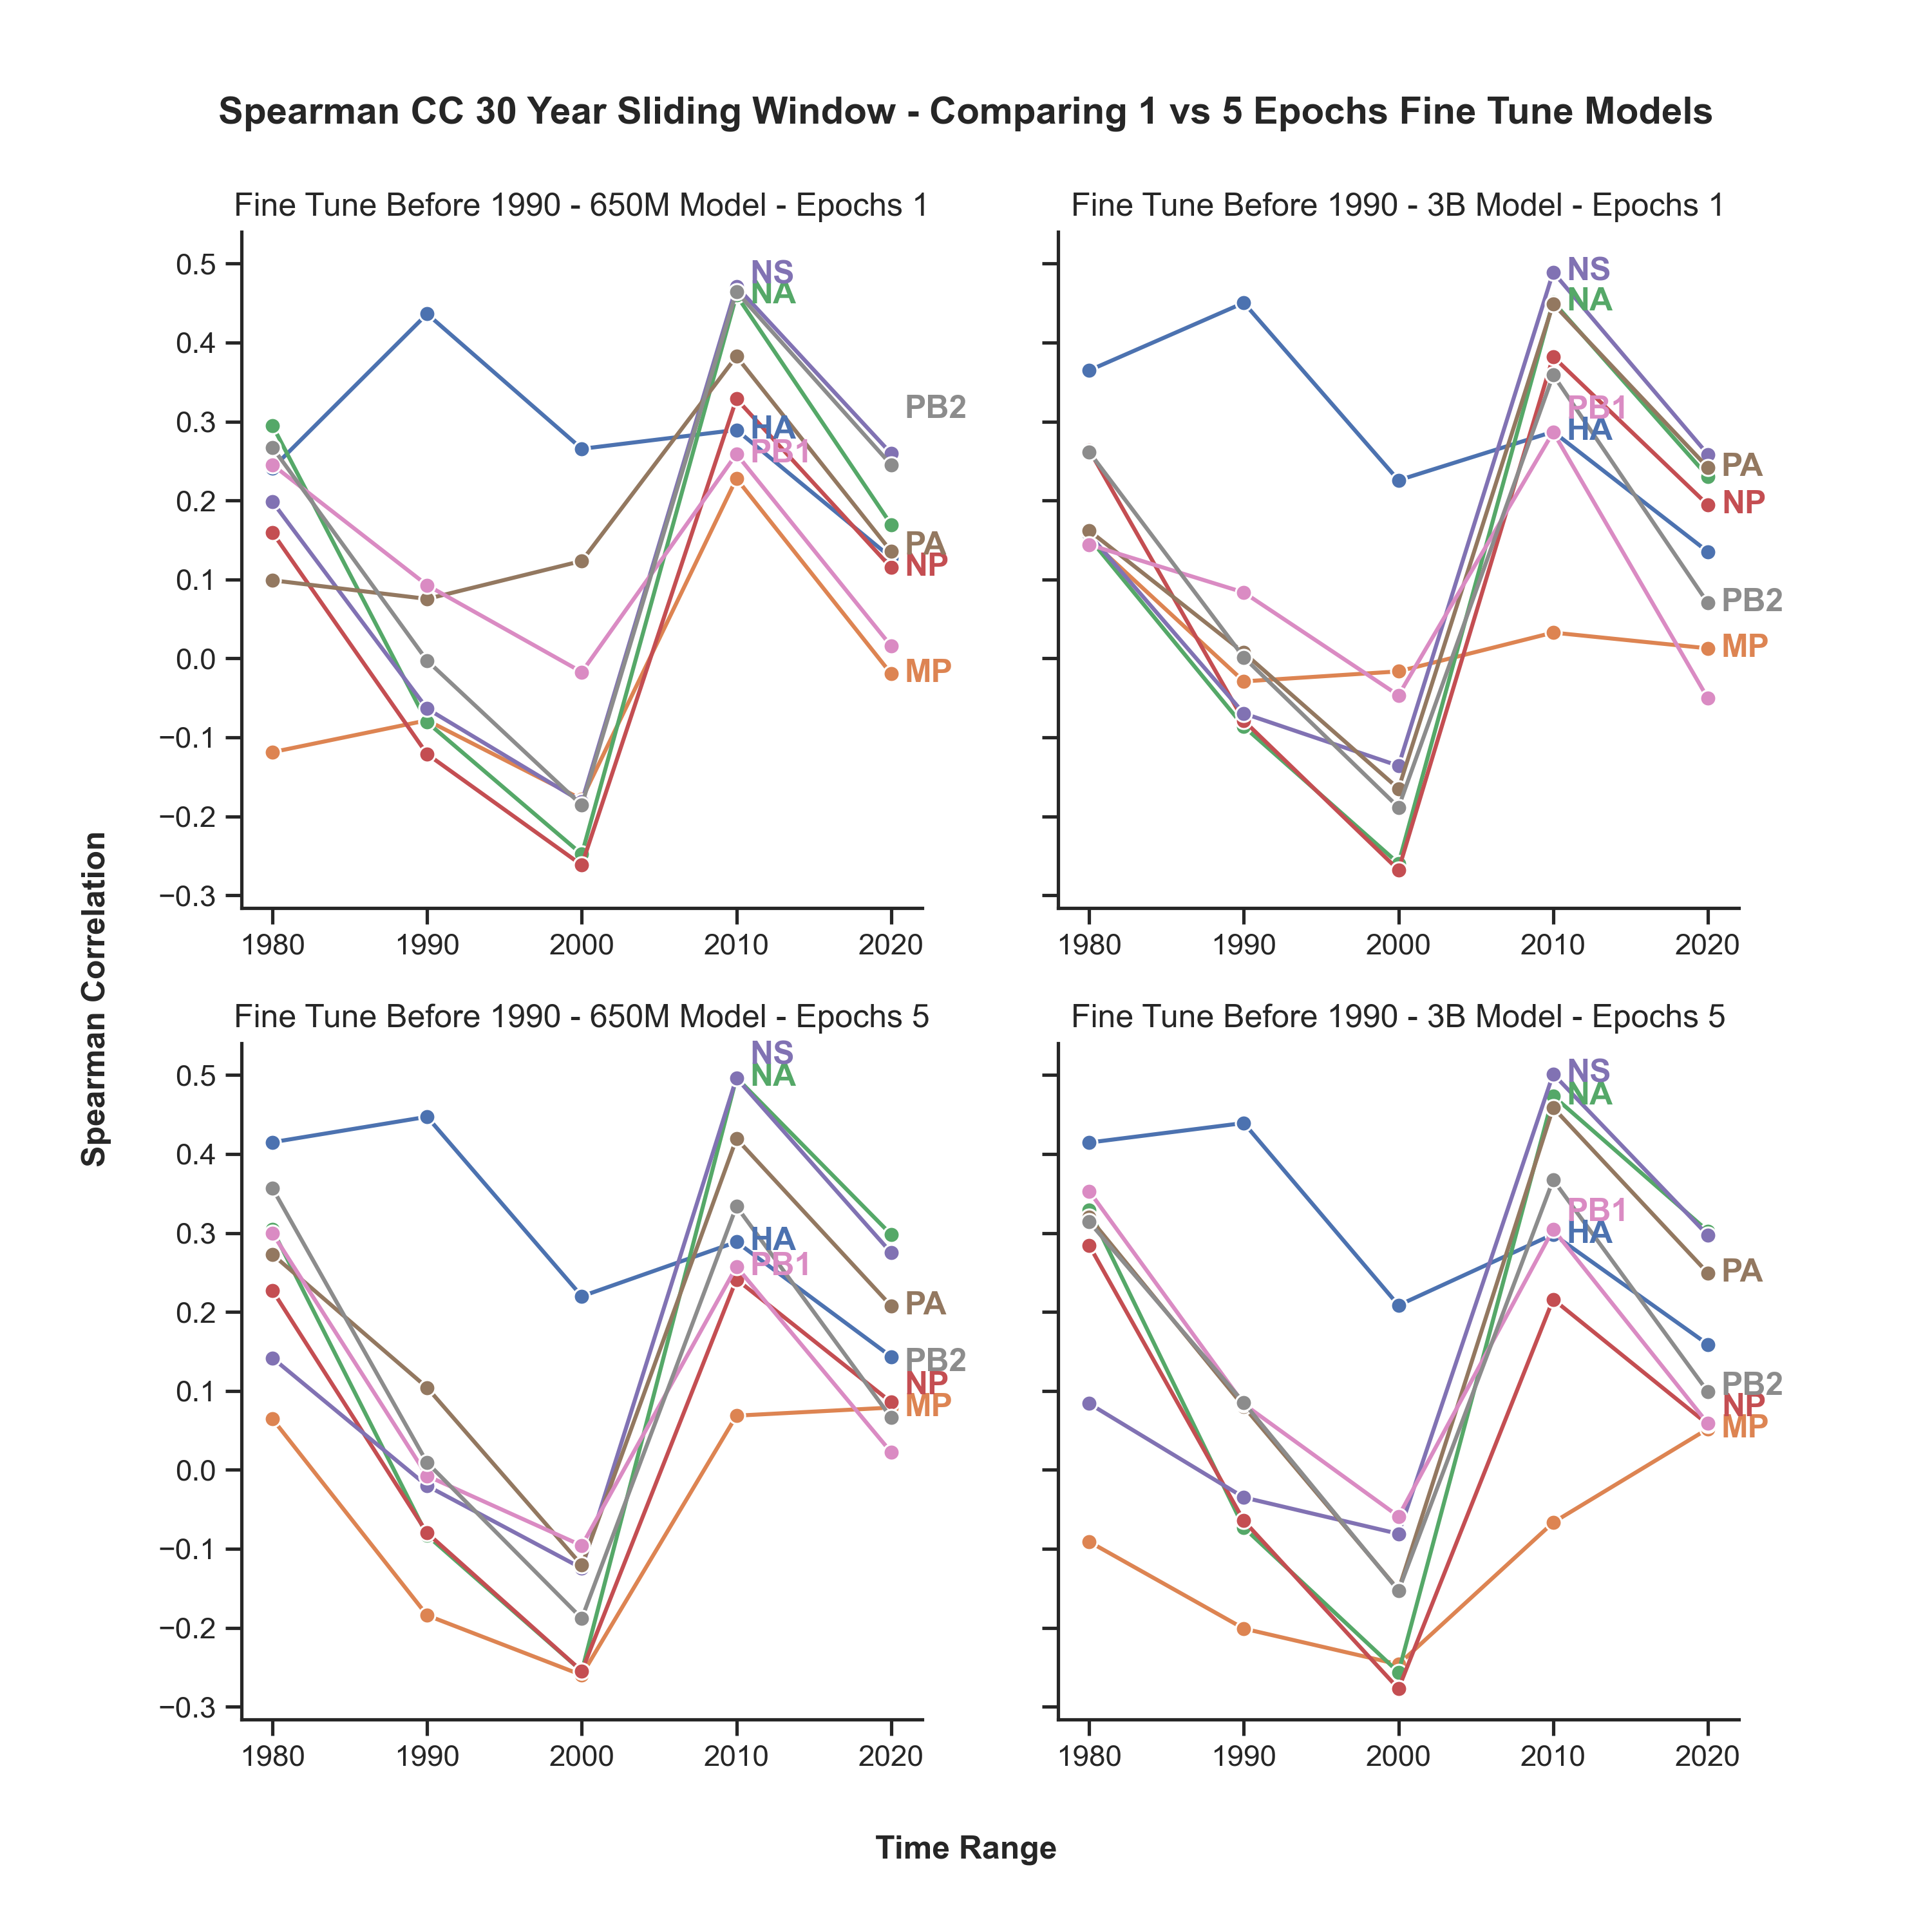 Spearman CC 30 Year Sliding Window - Comparing 1 vs 5 Epochs Fine Tune Models
Fine Tune Before 1990 - 650M Model - Epochs 1
0.5
0.4
0.3
0.2
0.1
0.0
−0.1
−0.2
−0.3
1980 1990 2000 2010 2020
NS
NA
PB2
HA
PB1
PA
NP
MP
Fine Tune Before 1990 - 3B Model - Epochs 1
1980 1990 2000 2010 2020
NS
NA
PB1
HA
PA
NP
PB2
MP
Spearman Correlation
Fine Tune Before 1990 - 650M Model - Epochs 5
0.5
0.4
0.3
0.2
0.1
0.0
−0.1
−0.2
−0.3
1980 1990 2000 2010 2020
NS
NA
HA
PB1
PA
PB2
NP
MP
Fine Tune Before 1990 - 3B Model - Epochs 5
1980 1990 2000 2010 2020
NS
NA
PB1
HA
PA
PB2
NP
MP
Time Range